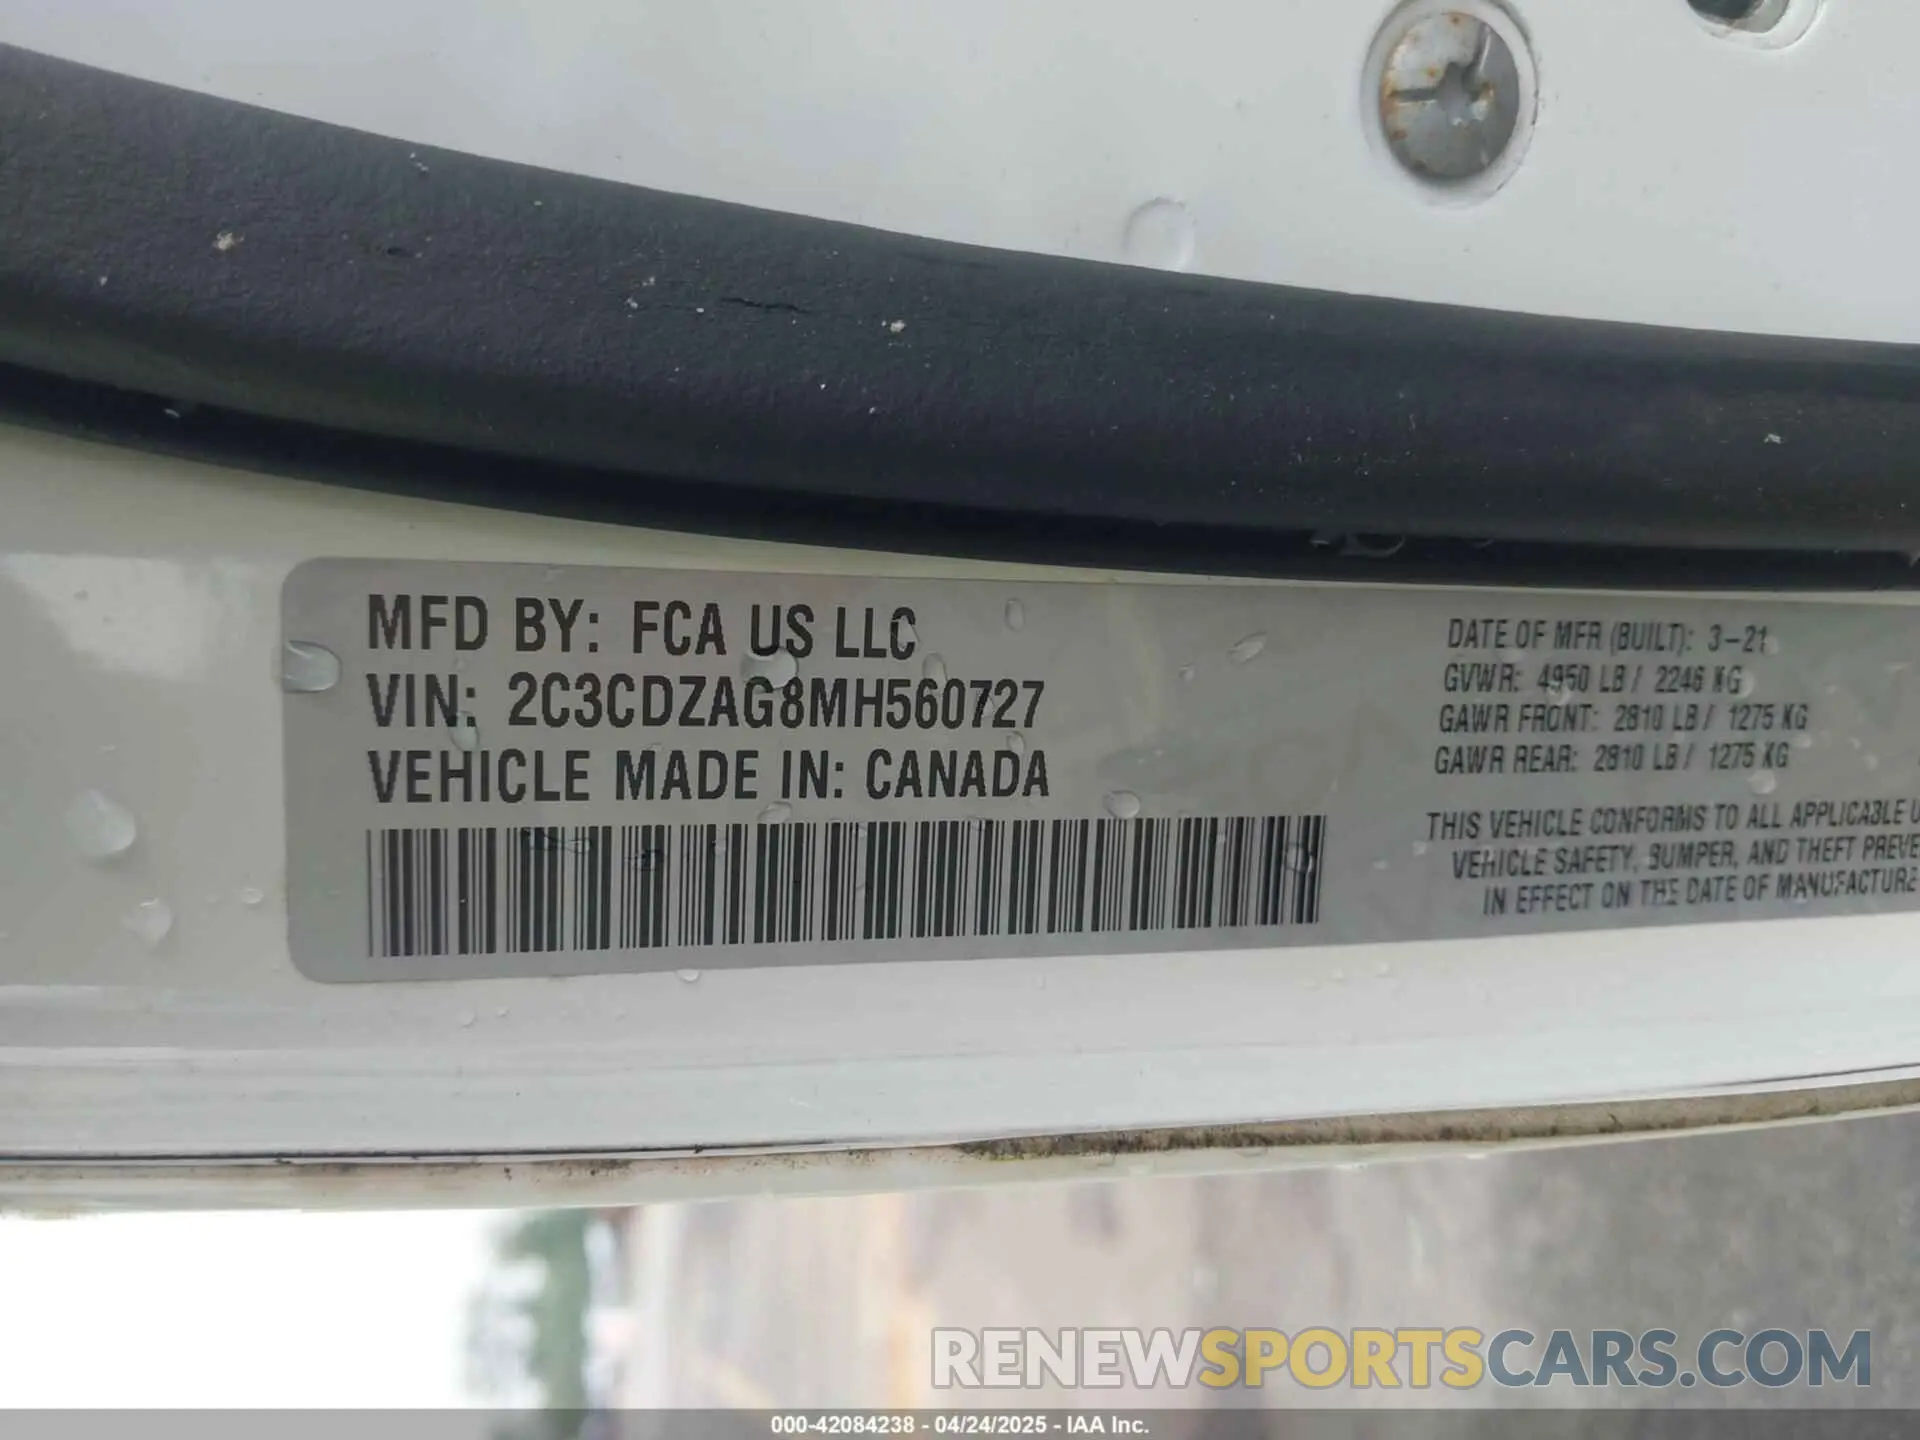 MFD BY: FCA US LLC
VIN: 2C3CDZAG8MH560727
VEHICLE MADE IN: CANADA
DATE OF MFR (BUILT): 3-21
GVWR: 4950 LB / 2246 KG
GAWR FRONT: 2810 LB / 1275 KG
GAWR REAR: 2810 LB / 1275 KG
THIS VEHICLE CONFORMS TO ALL APPLICABLE U
VEHICLE SAFETY, BUMPER, AND THEFT PREVE
IN EFFECT ON THE DATE OF MANUFACTURE
RENEWSPORTSCARS.COM
000-42084238 - 04/24/2025 - IAA Inc.